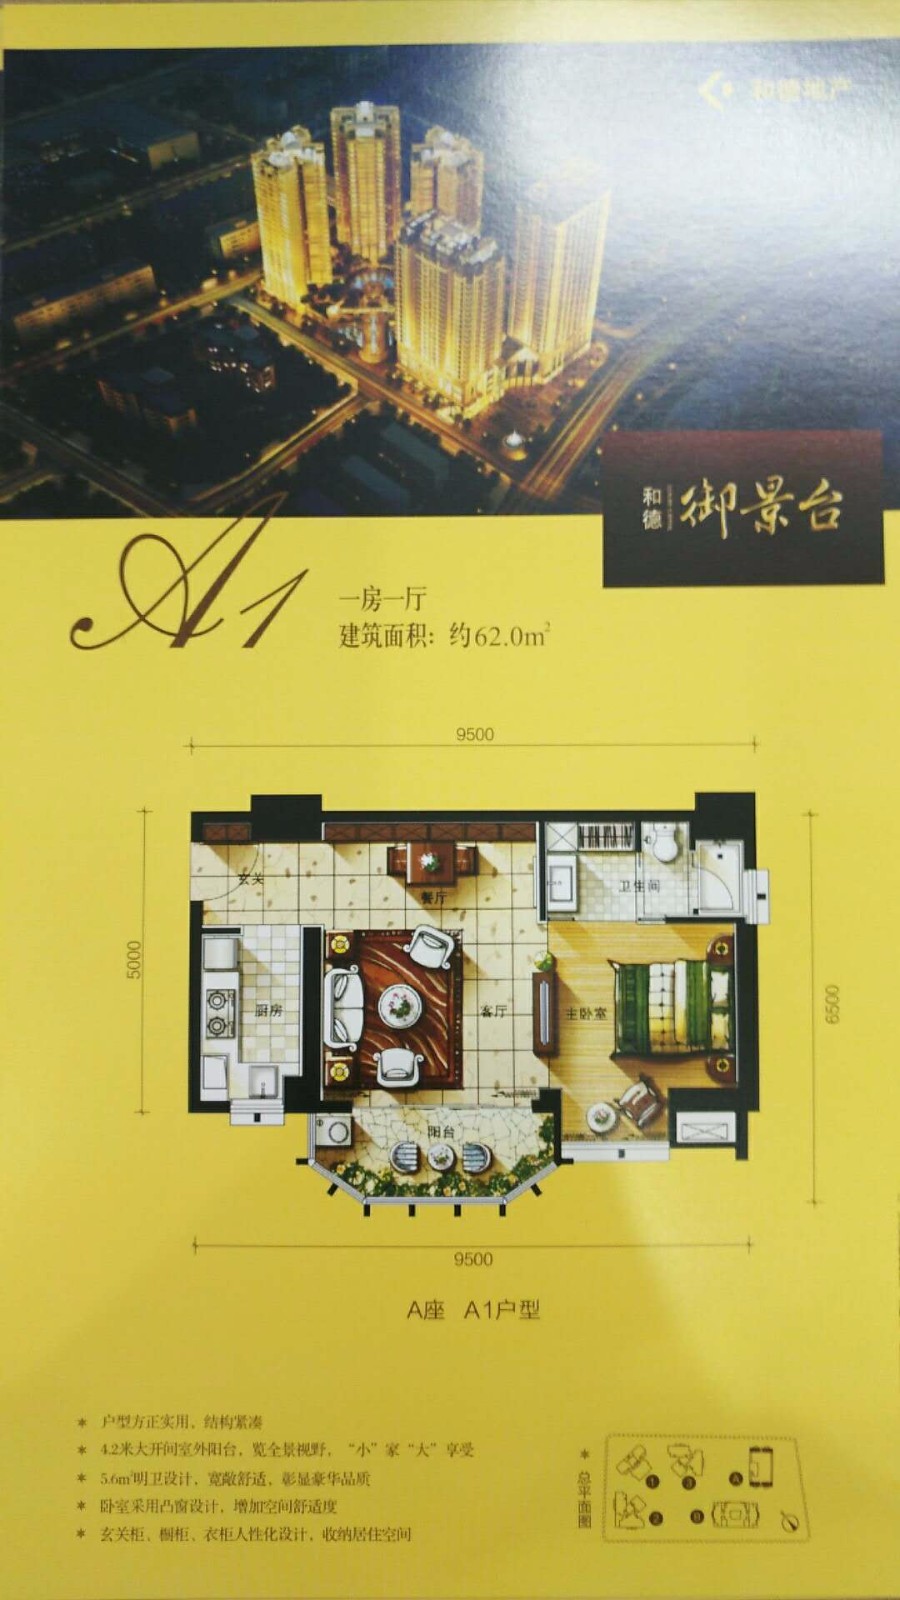 和德地产
和德
御景台
A1
一房一厅
建筑面积：约62.0m²
9500
玄关
餐厅
卫生间
5000
厨房
客厅
主卧室
6500
阳台
9500
A座 A1户型
* 户型方正实用、结构紧凑
* 4.2米大开间室外阳台，览全景视野，“小”家“大”享受
* 5.6m²明卫设计，宽敞舒适，彰显豪华品质
* 卧室采用凸窗设计，增加空间舒适度
* 玄关柜、橱柜、衣柜人性化设计，收纳居住空间
* 总平面图
1
3
A
2
B